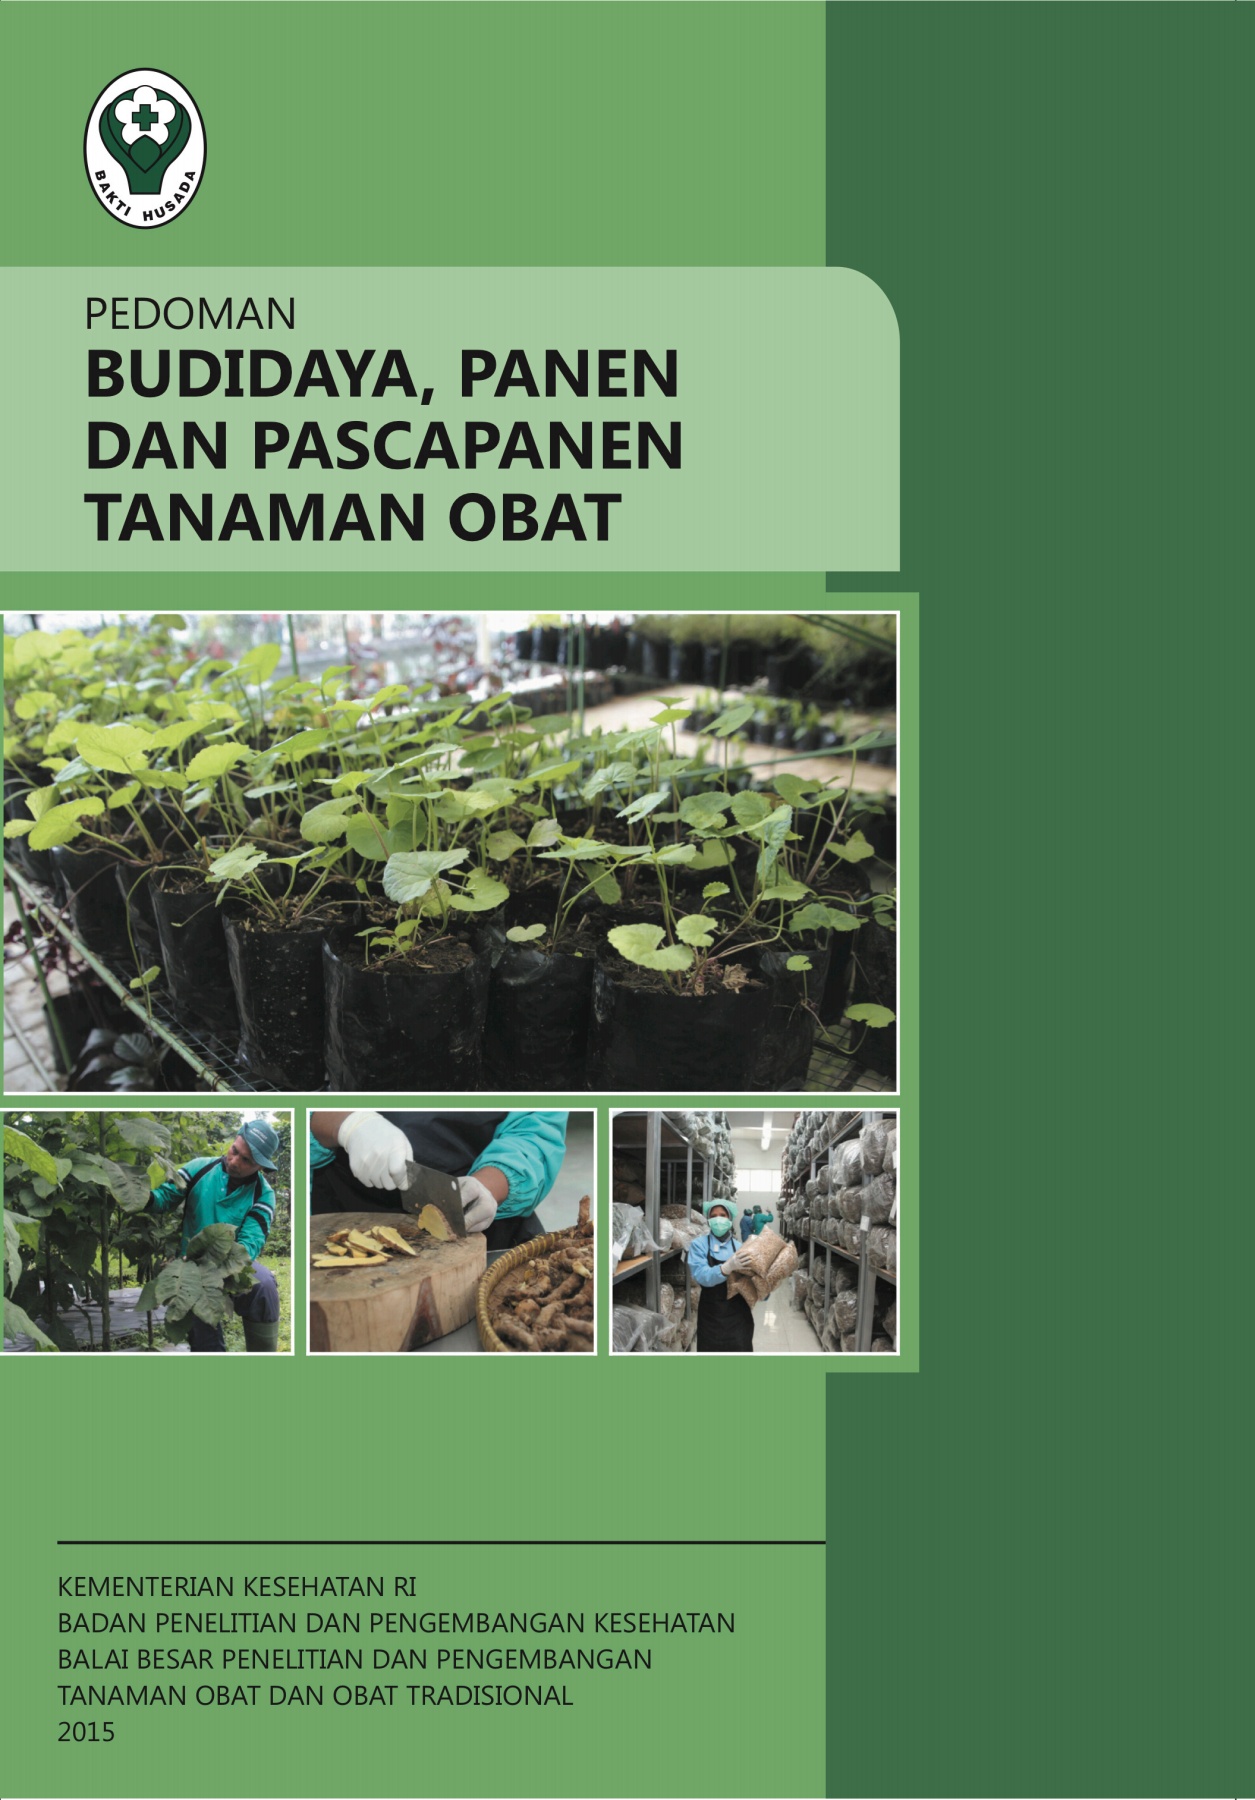 BAKTI HUSADA
PEDOMAN
BUDIDAYA, PANEN
DAN PASCAPANEN
TANAMAN OBAT
KEMENTERIAN KESEHATAN RI
BADAN PENELITIAN DAN PENGEMBANGAN KESEHATAN
BALAI BESAR PENELITIAN DAN PENGEMBANGAN
TANAMAN OBAT DAN OBAT TRADISIONAL
2015